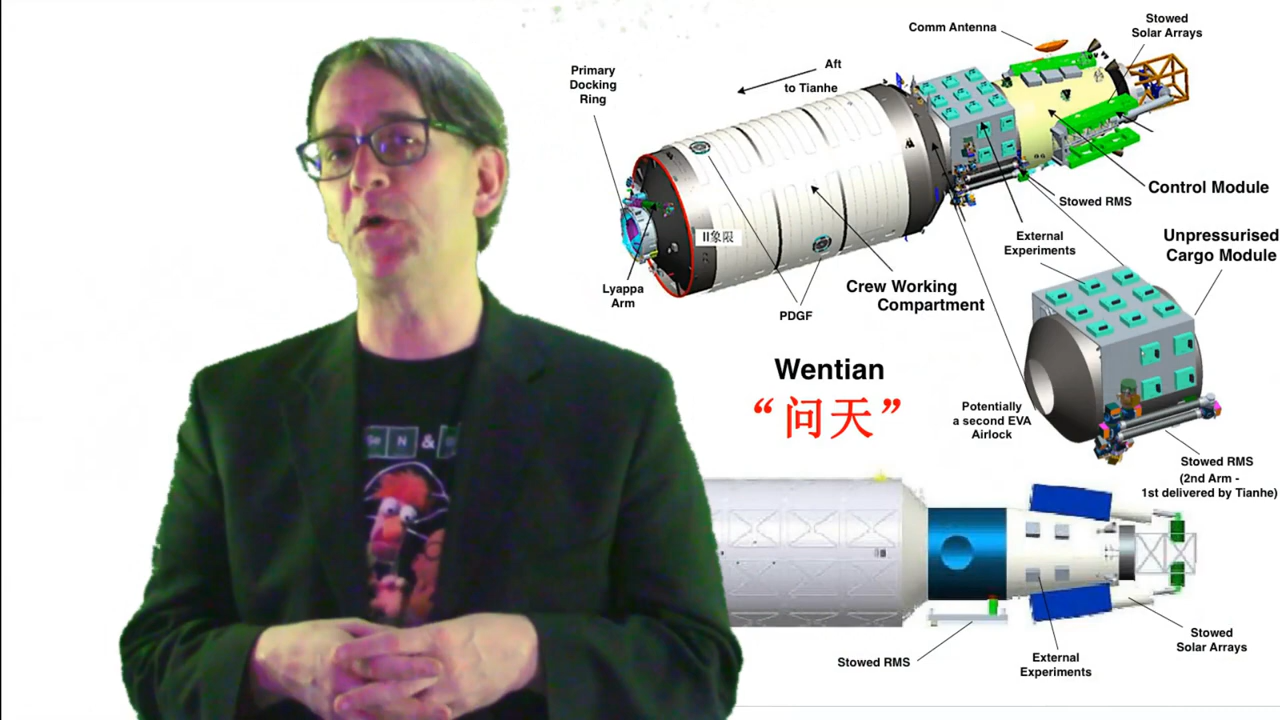 Comm Antenna
Stowed
Solar Arrays
Primary
Docking
Ring
Aft
to Tianhe
Control Module
Stowed RMS
II象限
External
Experiments
Unpressurised
Cargo Module
Lyappa
Arm
Crew Working
Compartment
PDGF
Wentian
“问天”
Potentially
a second EVA
Airlock
Stowed RMS
(2nd Arm -
1st delivered by Tianhe)
N &
Stowed RMS
External
Experiments
Stowed
Solar Arrays